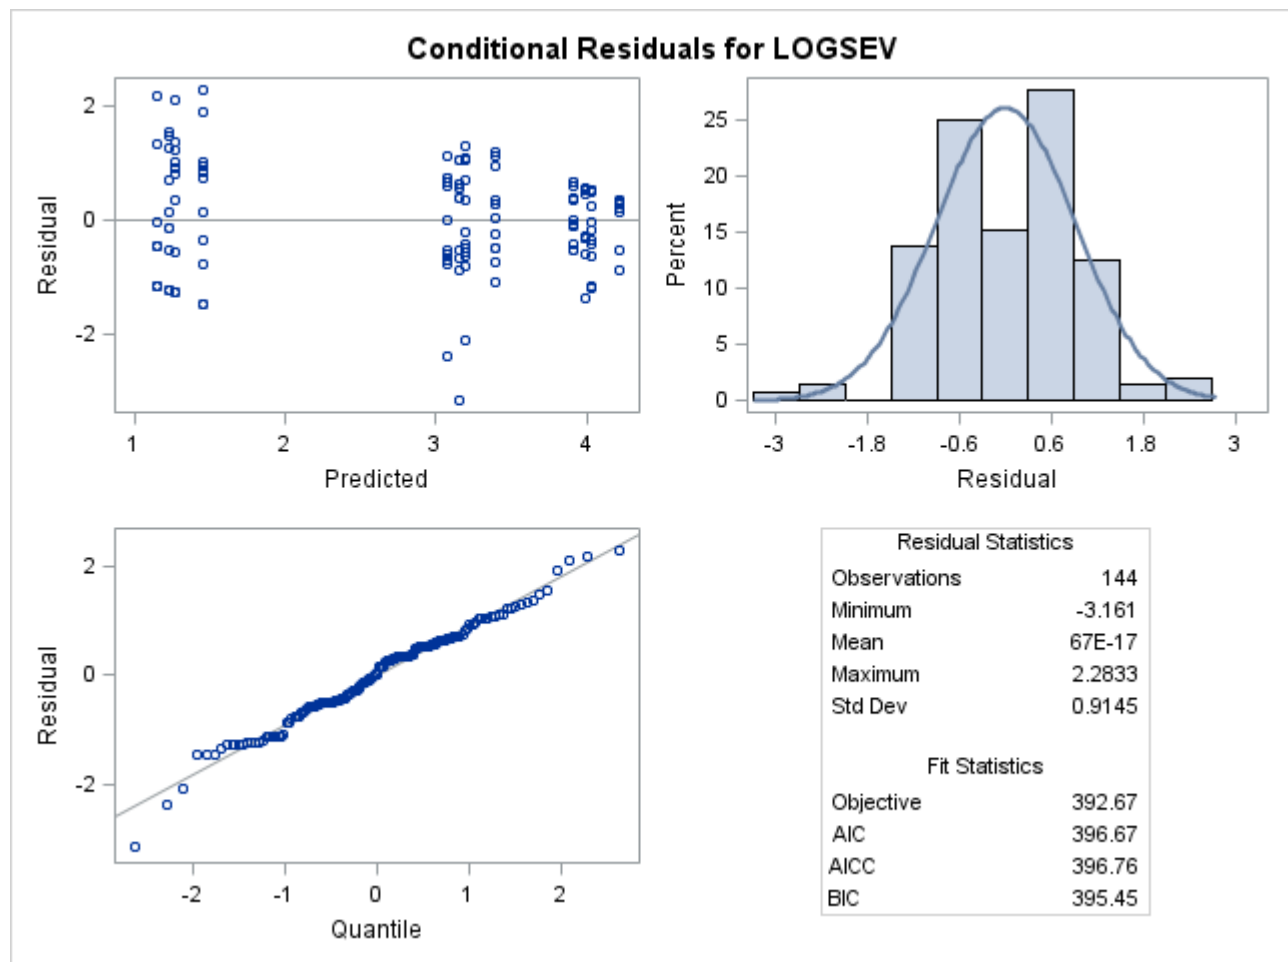 Conditional Residuals for LOGSEV
2
0
-2
Residual
1 2 3 4
Predicted
25
20
15
10
5
0
Percent
-3 -1.8 -0.6 0.6 1.8 3
Residual
2
0
-2
Residual
-2 -1 0 1 2
Quantile
Residual Statistics
Observations 144
Minimum -3.161
Mean 67E-17
Maximum 2.2833
Std Dev 0.9145
Fit Statistics
Objective 392.67
AIC 396.67
AICC 396.76
BIC 395.45